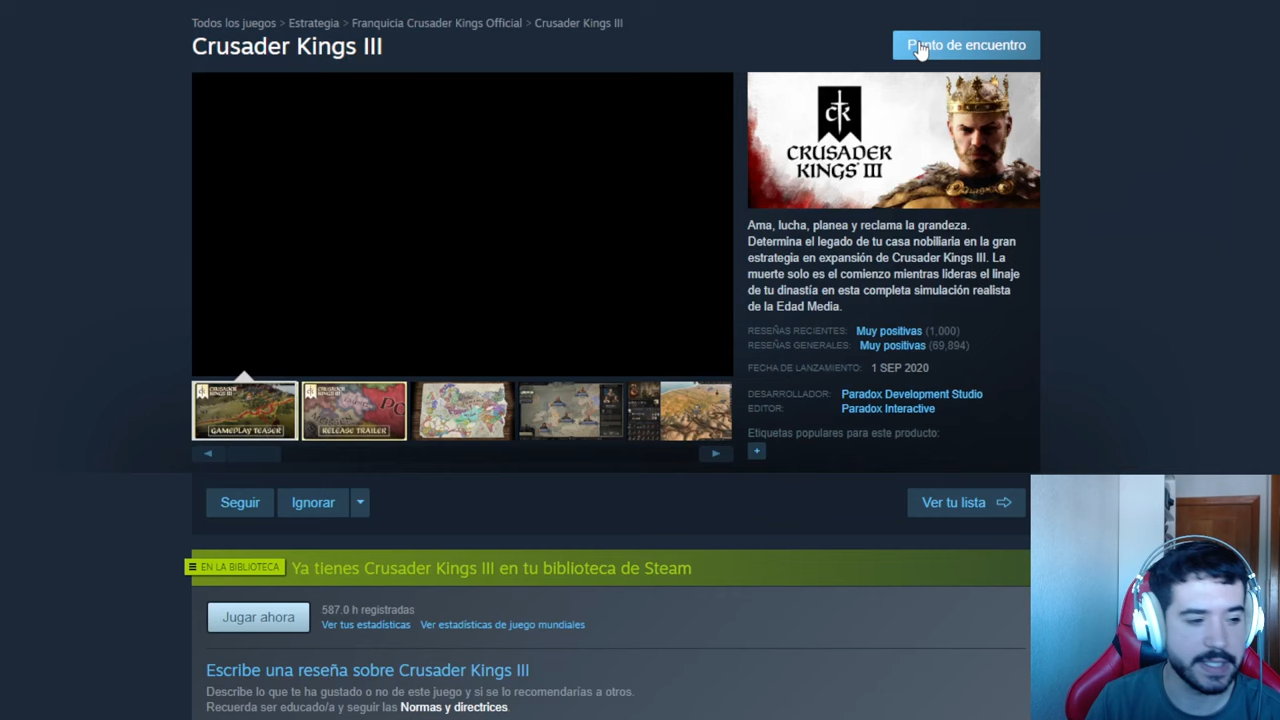 Todos los juegos > Estrategia > Franquicia Crusader Kings Official > Crusader Kings III
Crusader Kings III
Punto de encuentro
CRUSADER
KINGS III
Ama, lucha, planea y reclama la grandeza.
Determina el legado de tu casa nobiliaria en la gran
estrategia en expansión de Crusader Kings III. La
muerte solo es el comienzo mientras lideras el linaje
de tu dinastía en esta completa simulación realista
de la Edad Media.
RESEÑAS RECIENTES: Muy positivas (1,000)
RESEÑAS GENERALES: Muy positivas (69,894)
FECHA DE LANZAMIENTO: 1 SEP 2020
DESARROLLADOR: Paradox Development Studio
EDITOR: Paradox Interactive
Etiquetas populares para este producto:
+
GAMEPLAY TEASER
RELEASE TRAILER
Seguir
Ignorar
Ver tu lista
EN LA BIBLIOTECA
Ya tienes Crusader Kings III en tu biblioteca de Steam
Jugar ahora
587.0 h registradas
Ver tus estadísticas Ver estadísticas de juego mundiales
Escribe una reseña sobre Crusader Kings III
Describe lo que te ha gustado o no de este juego y si se lo recomendarías a otros.
Recuerda ser educado/a y seguir las Normas y directrices.